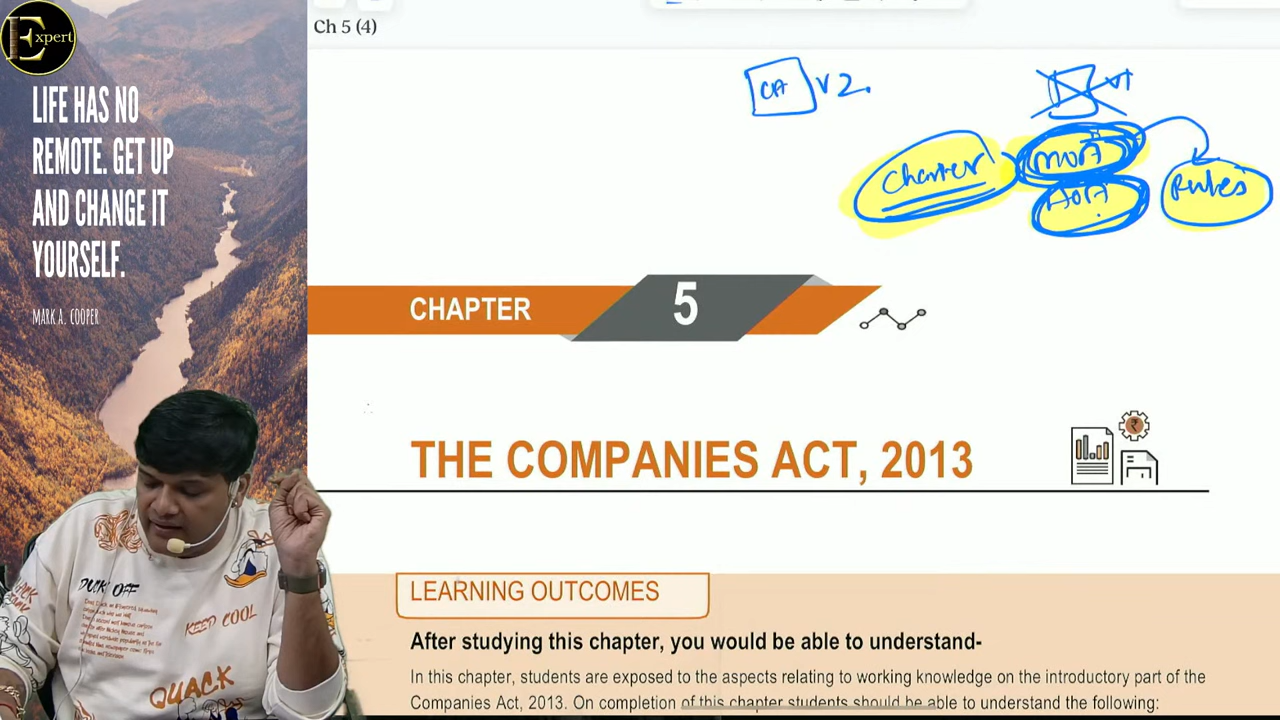 Ch 5 (4)
Expert
LIFE HAS NO
REMOTE. GET UP
AND CHANGE IT
YOURSELF.
MARK A. COOPER
CA V2.
V1
Charter
MOA
AOA
Rules
CHAPTER 5
THE COMPANIES ACT, 2013
LEARNING OUTCOMES
After studying this chapter, you would be able to understand-
In this chapter, students are exposed to the aspects relating to working knowledge on the introductory part of the
Companies Act, 2013. On completion of this chapter students should be able to understand the following:
DUCK OFF
KEEP COOL
QUACK